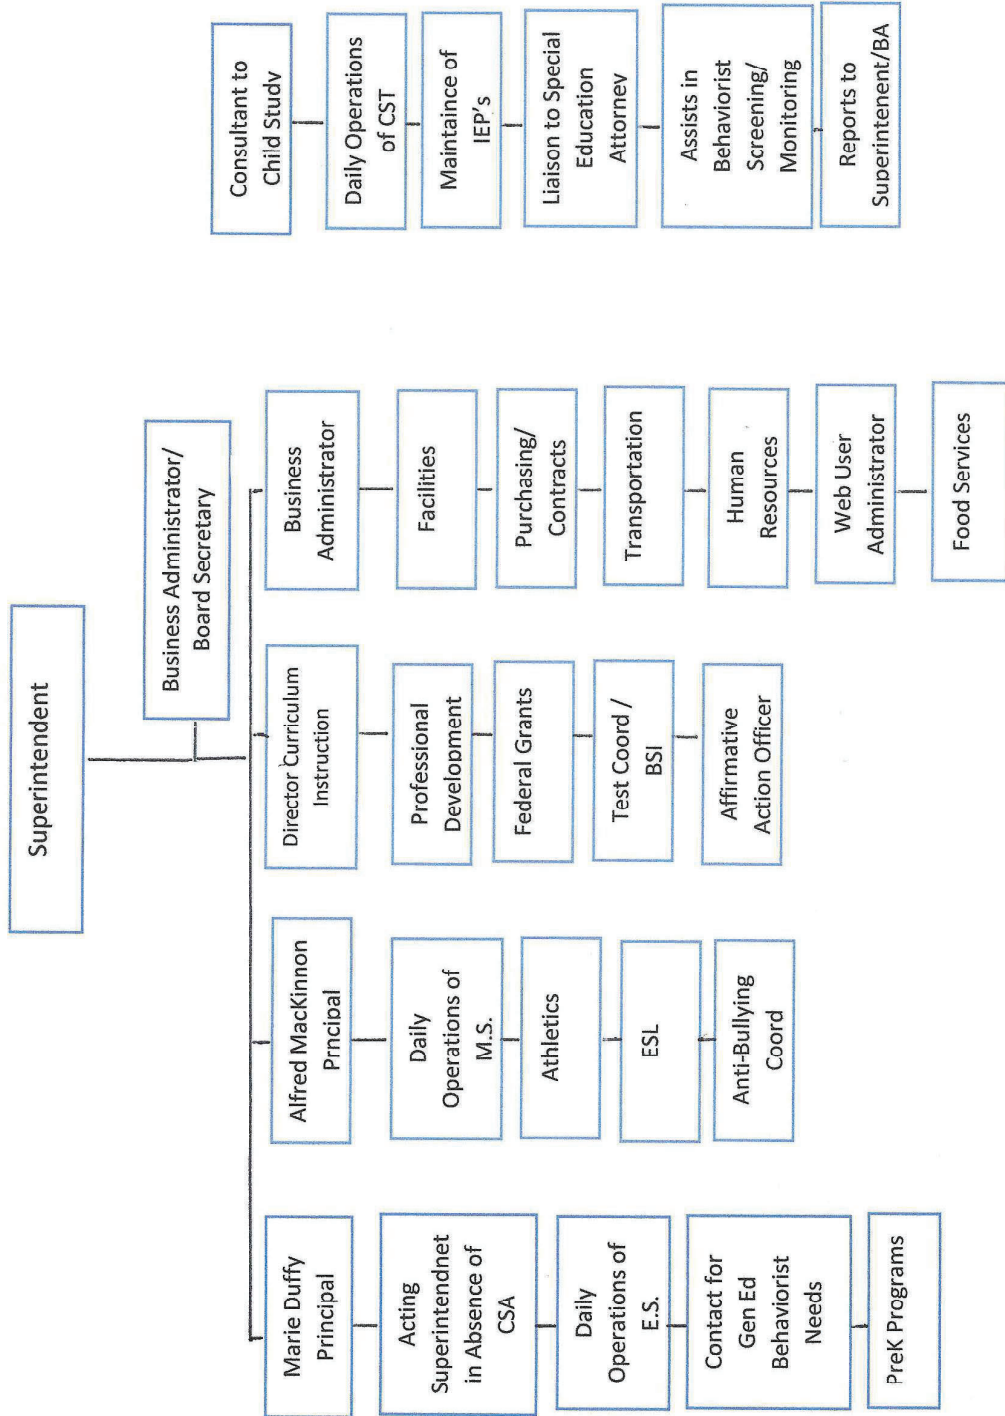 Superintendent
Business Administrator/
Board Secretary
Marie Duffy
Principal
Acting
Superintendnet
in Absence of
CSA
Daily
Operations of
E.S.
Contact for
Gen Ed
Behaviorist
Needs
PreK Programs
Alfred MacKinnon
Prncipal
Daily
Operations of
M.S.
Athletics
ESL
Anti-Bullying
Coord
Director Curriculum
Instruction
Professional
Development
Federal Grants
Test Coord /
BSI
Affirmative
Action Officer
Business
Administrator
Facilities
Purchasing/
Contracts
Transportation
Human
Resources
Web User
Administrator
Food Services
Consultant to
Child Study
Daily Operations
of CST
Maintaince of
IEP's
Liaison to Special
Education
Attorney
Assists in
Behaviorist
Screening/
Monitoring
Reports to
Superintenent/BA